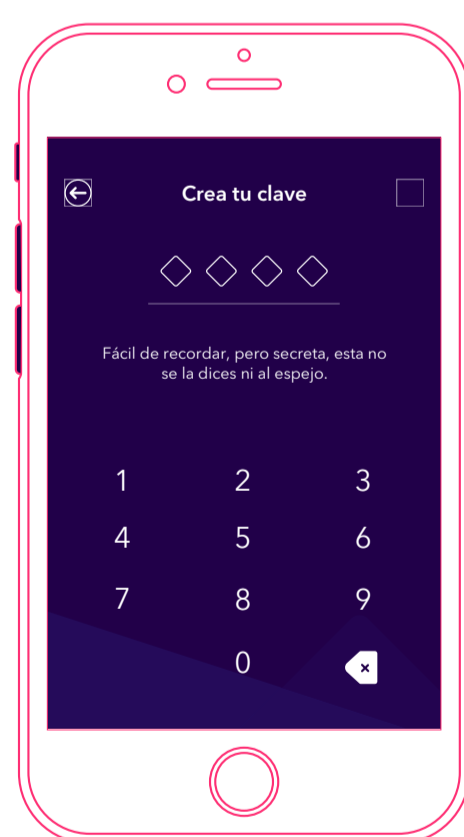 Crea tu clave
Fácil de recordar, pero secreta, esta no
se la dices ni al espejo.
1 2 3
4 5 6
7 8 9
0